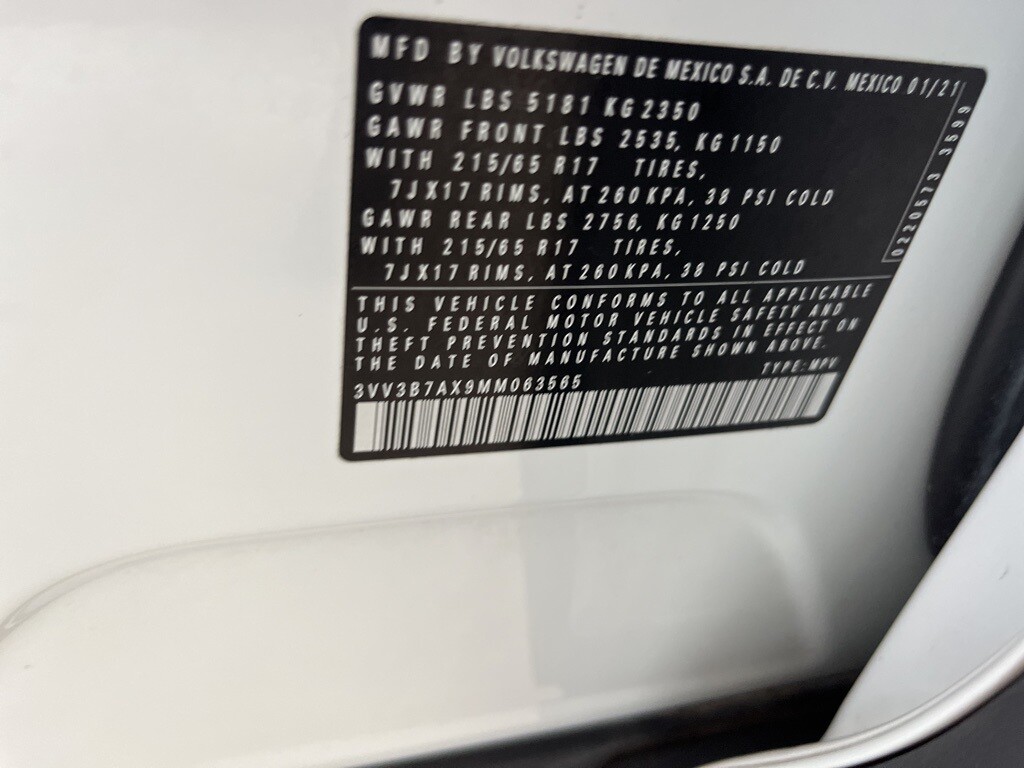 MFD BY VOLKSWAGEN DE MEXICO S.A. DE C.V. MEXICO 01/21
GVWR LBS 5181 KG 2350
GAWR FRONT LBS 2535, KG 1150
WITH 215/65 R17 TIRES,
7JX17 RIMS, AT 260 KPA, 38 PSI COLD
GAWR REAR LBS 2756, KG 1250
WITH 215/65 R17 TIRES,
7JX17 RIMS, AT 260 KPA, 38 PSI COLD
0220573 3599
THIS VEHICLE CONFORMS TO ALL APPLICABLE
U.S. FEDERAL MOTOR VEHICLE SAFETY AND
THEFT PREVENTION STANDARDS IN EFFECT ON
THE DATE OF MANUFACTURE SHOWN ABOVE.
TYPE: MPV
3VV3B7AX9MM063565